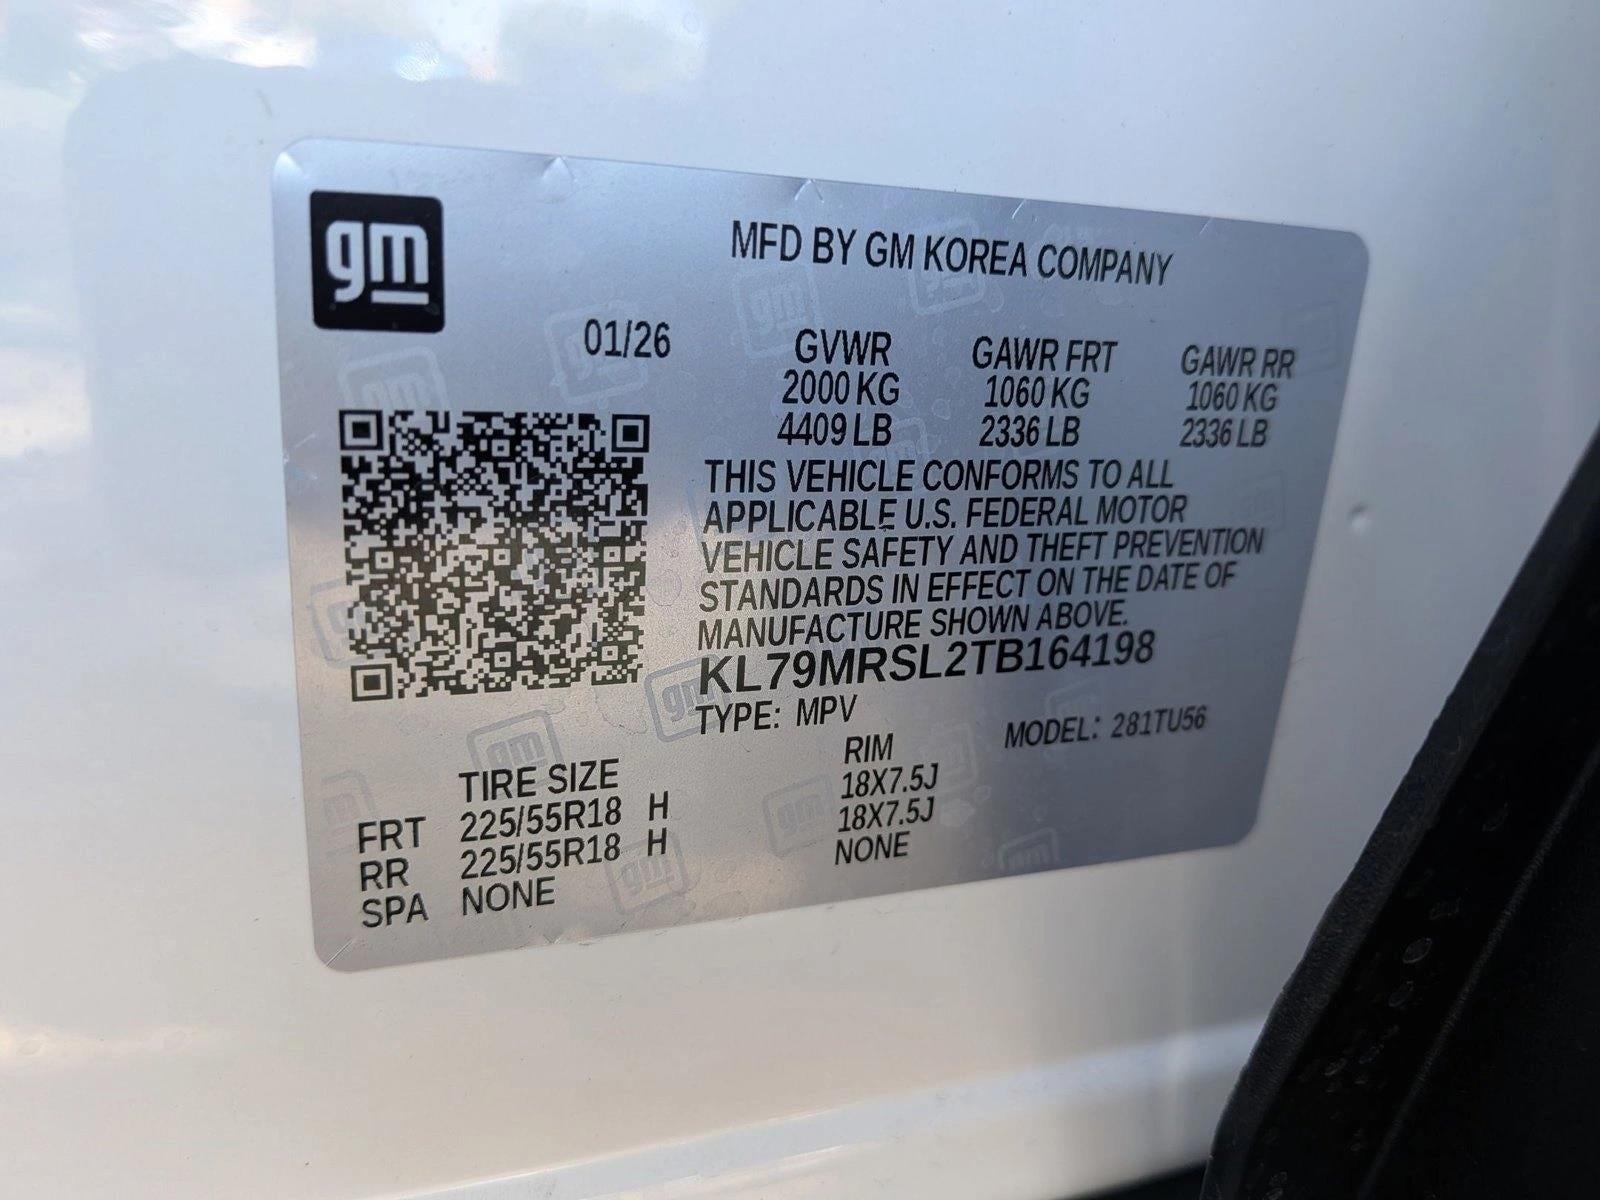 gm
MFD BY GM KOREA COMPANY
01/26
GVWR GAWR FRT GAWR RR
2000 KG 1060 KG 1060 KG
4409 LB 2336 LB 2336 LB
THIS VEHICLE CONFORMS TO ALL
APPLICABLE U.S. FEDERAL MOTOR
VEHICLE SAFETY AND THEFT PREVENTION
STANDARDS IN EFFECT ON THE DATE OF
MANUFACTURE SHOWN ABOVE.
KL79MRSL2TB164198
TYPE: MPV MODEL: 281TU56
TIRE SIZE RIM
FRT 225/55R18 H 18X7.5J
RR 225/55R18 H 18X7.5J
SPA NONE NONE